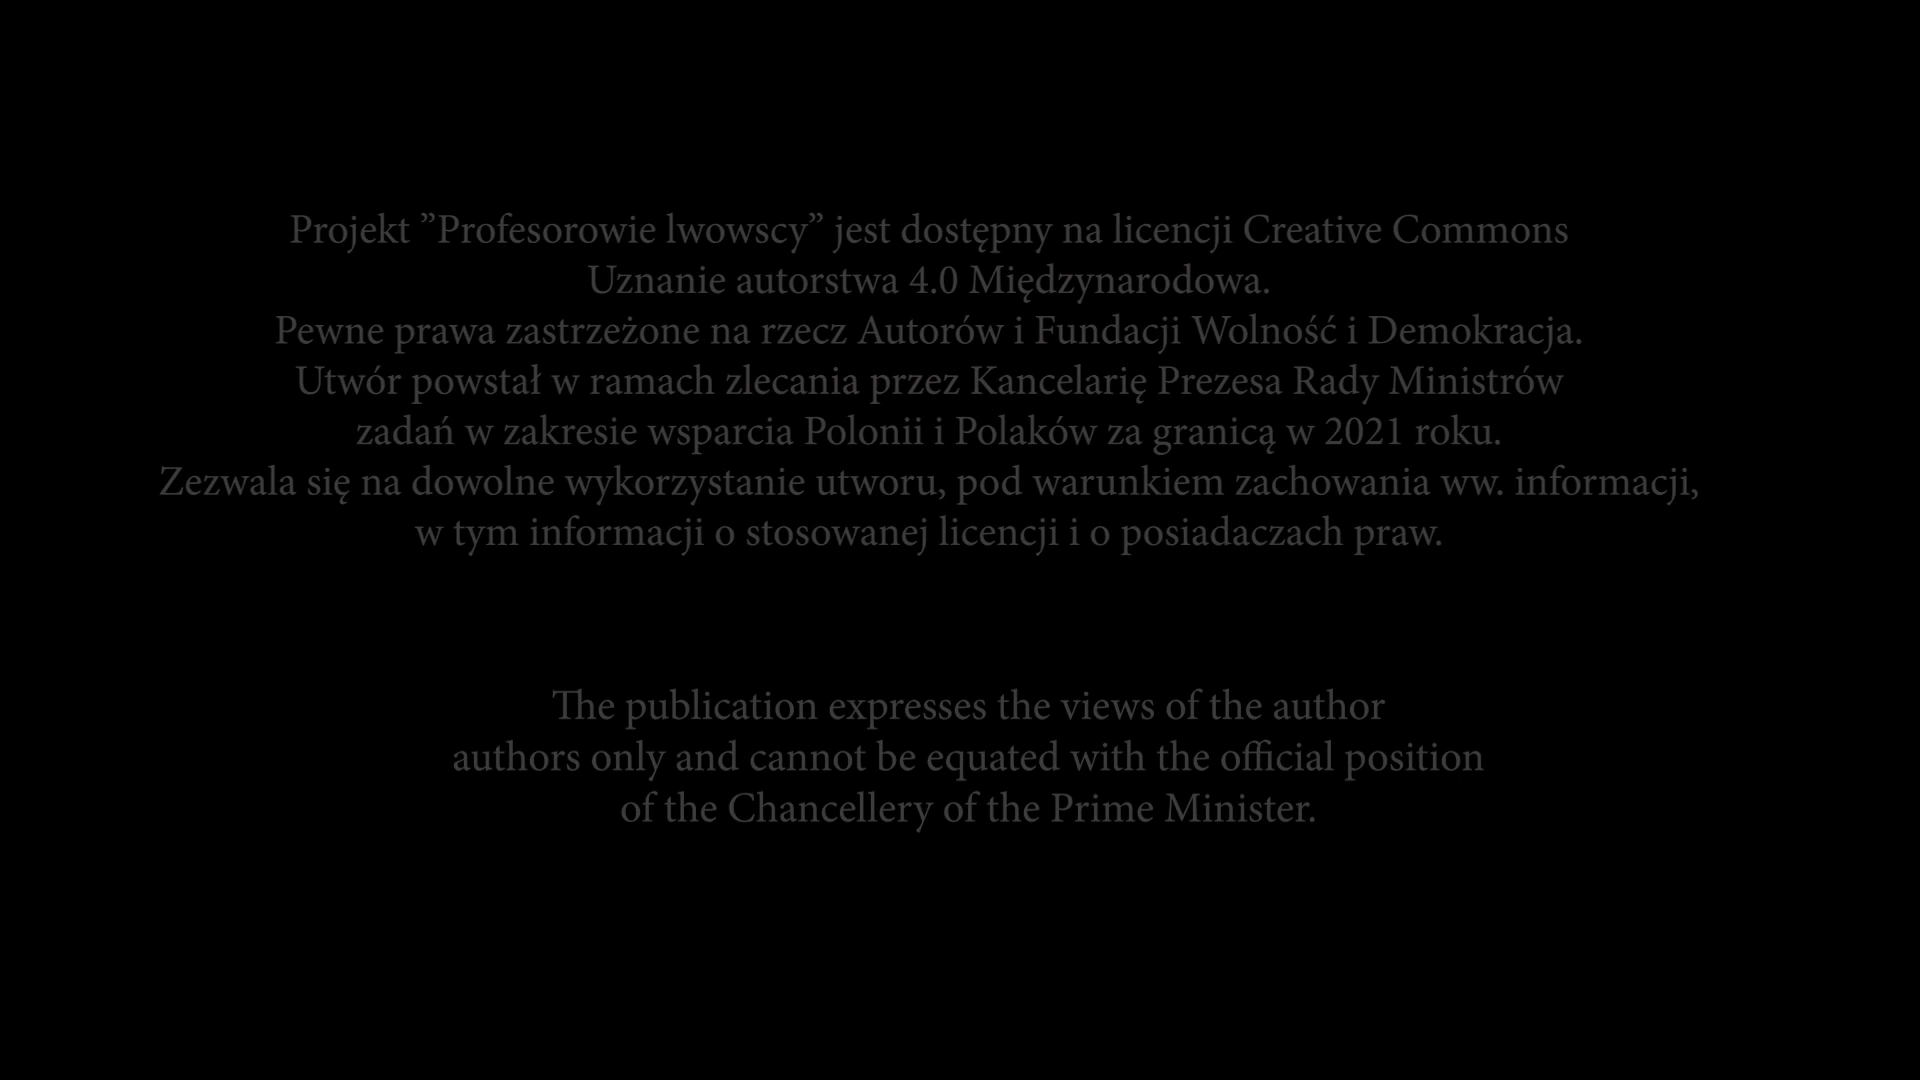 Projekt ”Profesorowie lwowscy” jest dostępny na licencji Creative Commons
Uznanie autorstwa 4.0 Międzynarodowa.
Pewne prawa zastrzeżone na rzecz Autorów i Fundacji Wolność i Demokracja.
Utwór powstał w ramach zlecania przez Kancelarię Prezesa Rady Ministrów
zadań w zakresie wsparcia Polonii i Polaków za granicą w 2021 roku.
Zezwala się na dowolne wykorzystanie utworu, pod warunkiem zachowania ww. informacji,
w tym informacji o stosowanej licencji i o posiadaczach praw.
The publication expresses the views of the author
authors only and cannot be equated with the official position
of the Chancellery of the Prime Minister.